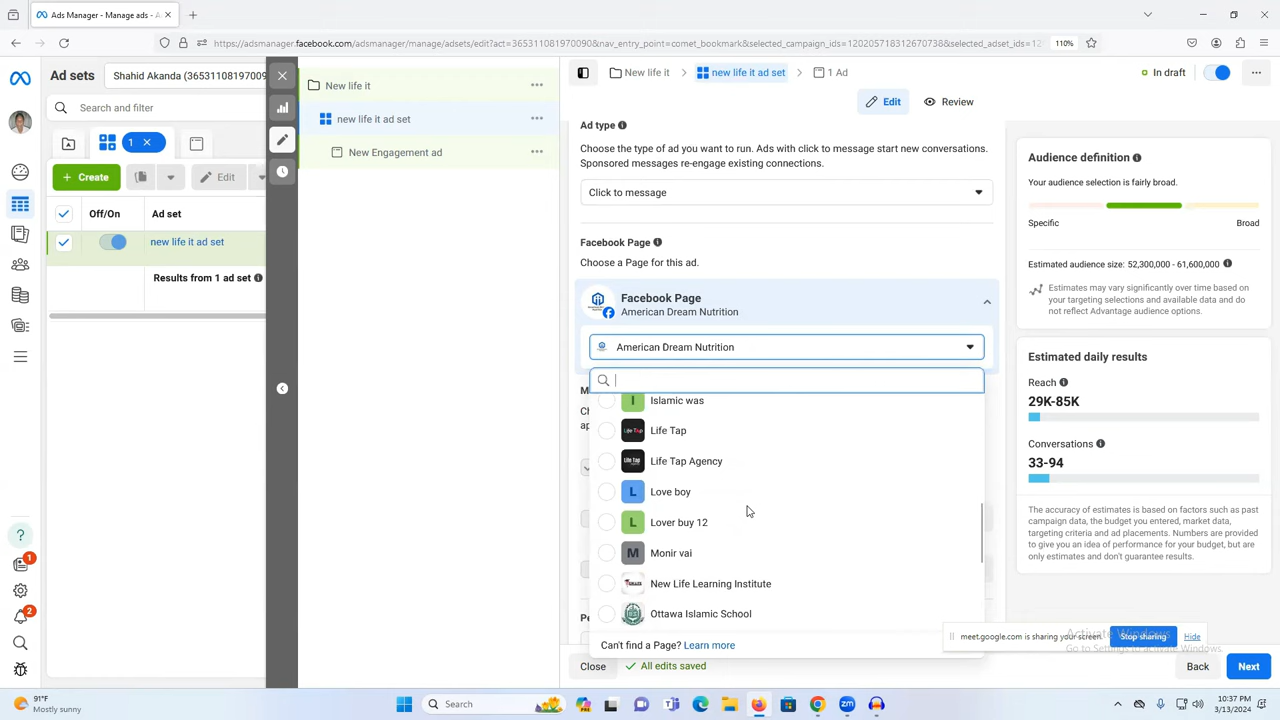 Ads Manager - Manage ads - A
https://adsmanager.facebook.com/adsmanager/manage/adsets/edit?act=365311081970090&nav_entry_point=comet_bookmark&selected_campaign_ids=120205718312670738&selected_adset_ids=12
110%
Ad sets
Shahid Akanda (36531108197009
New life it
New life it
new life it ad set
1 Ad
In draft
Search and filter
new life it ad set
Edit
Review
1
New Engagement ad
Create
Edit
Off/On
Ad set
new life it ad set
Results from 1 ad set
Ad type
Choose the type of ad you want to run. Ads with click to message start new conversations.
Sponsored messages re-engage existing connections.
Click to message
Facebook Page
Choose a Page for this ad.
Facebook Page
American Dream Nutrition
American Dream Nutrition
Islamic was
Life Tap
Life Tap Agency
L Love boy
L Lover buy 12
M Monir vai
New Life Learning Institute
Ottawa Islamic School
Can't find a Page? Learn more
Close
All edits saved
Back
Next
Audience definition
Your audience selection is fairly broad.
Specific
Broad
Estimated audience size: 52,300,000 - 61,600,000
Estimates may vary significantly over time based on
your targeting selections and available data and do
not reflect Advantage audience options.
Estimated daily results
Reach
29K-85K
Conversations
33-94
The accuracy of estimates is based on factors such as past
campaign data, the budget you entered, market data,
targeting criteria and ad placements. Numbers are provided
to give you an idea of performance for your budget, but are
only estimates and don't guarantee results.
meet.google.com is sharing your screen.
Stop sharing
Hide
Activate Windows
Go to Settings to activate Windows.
1
2
91°F
Mostly sunny
Search
10:37 PM
3/13/2024